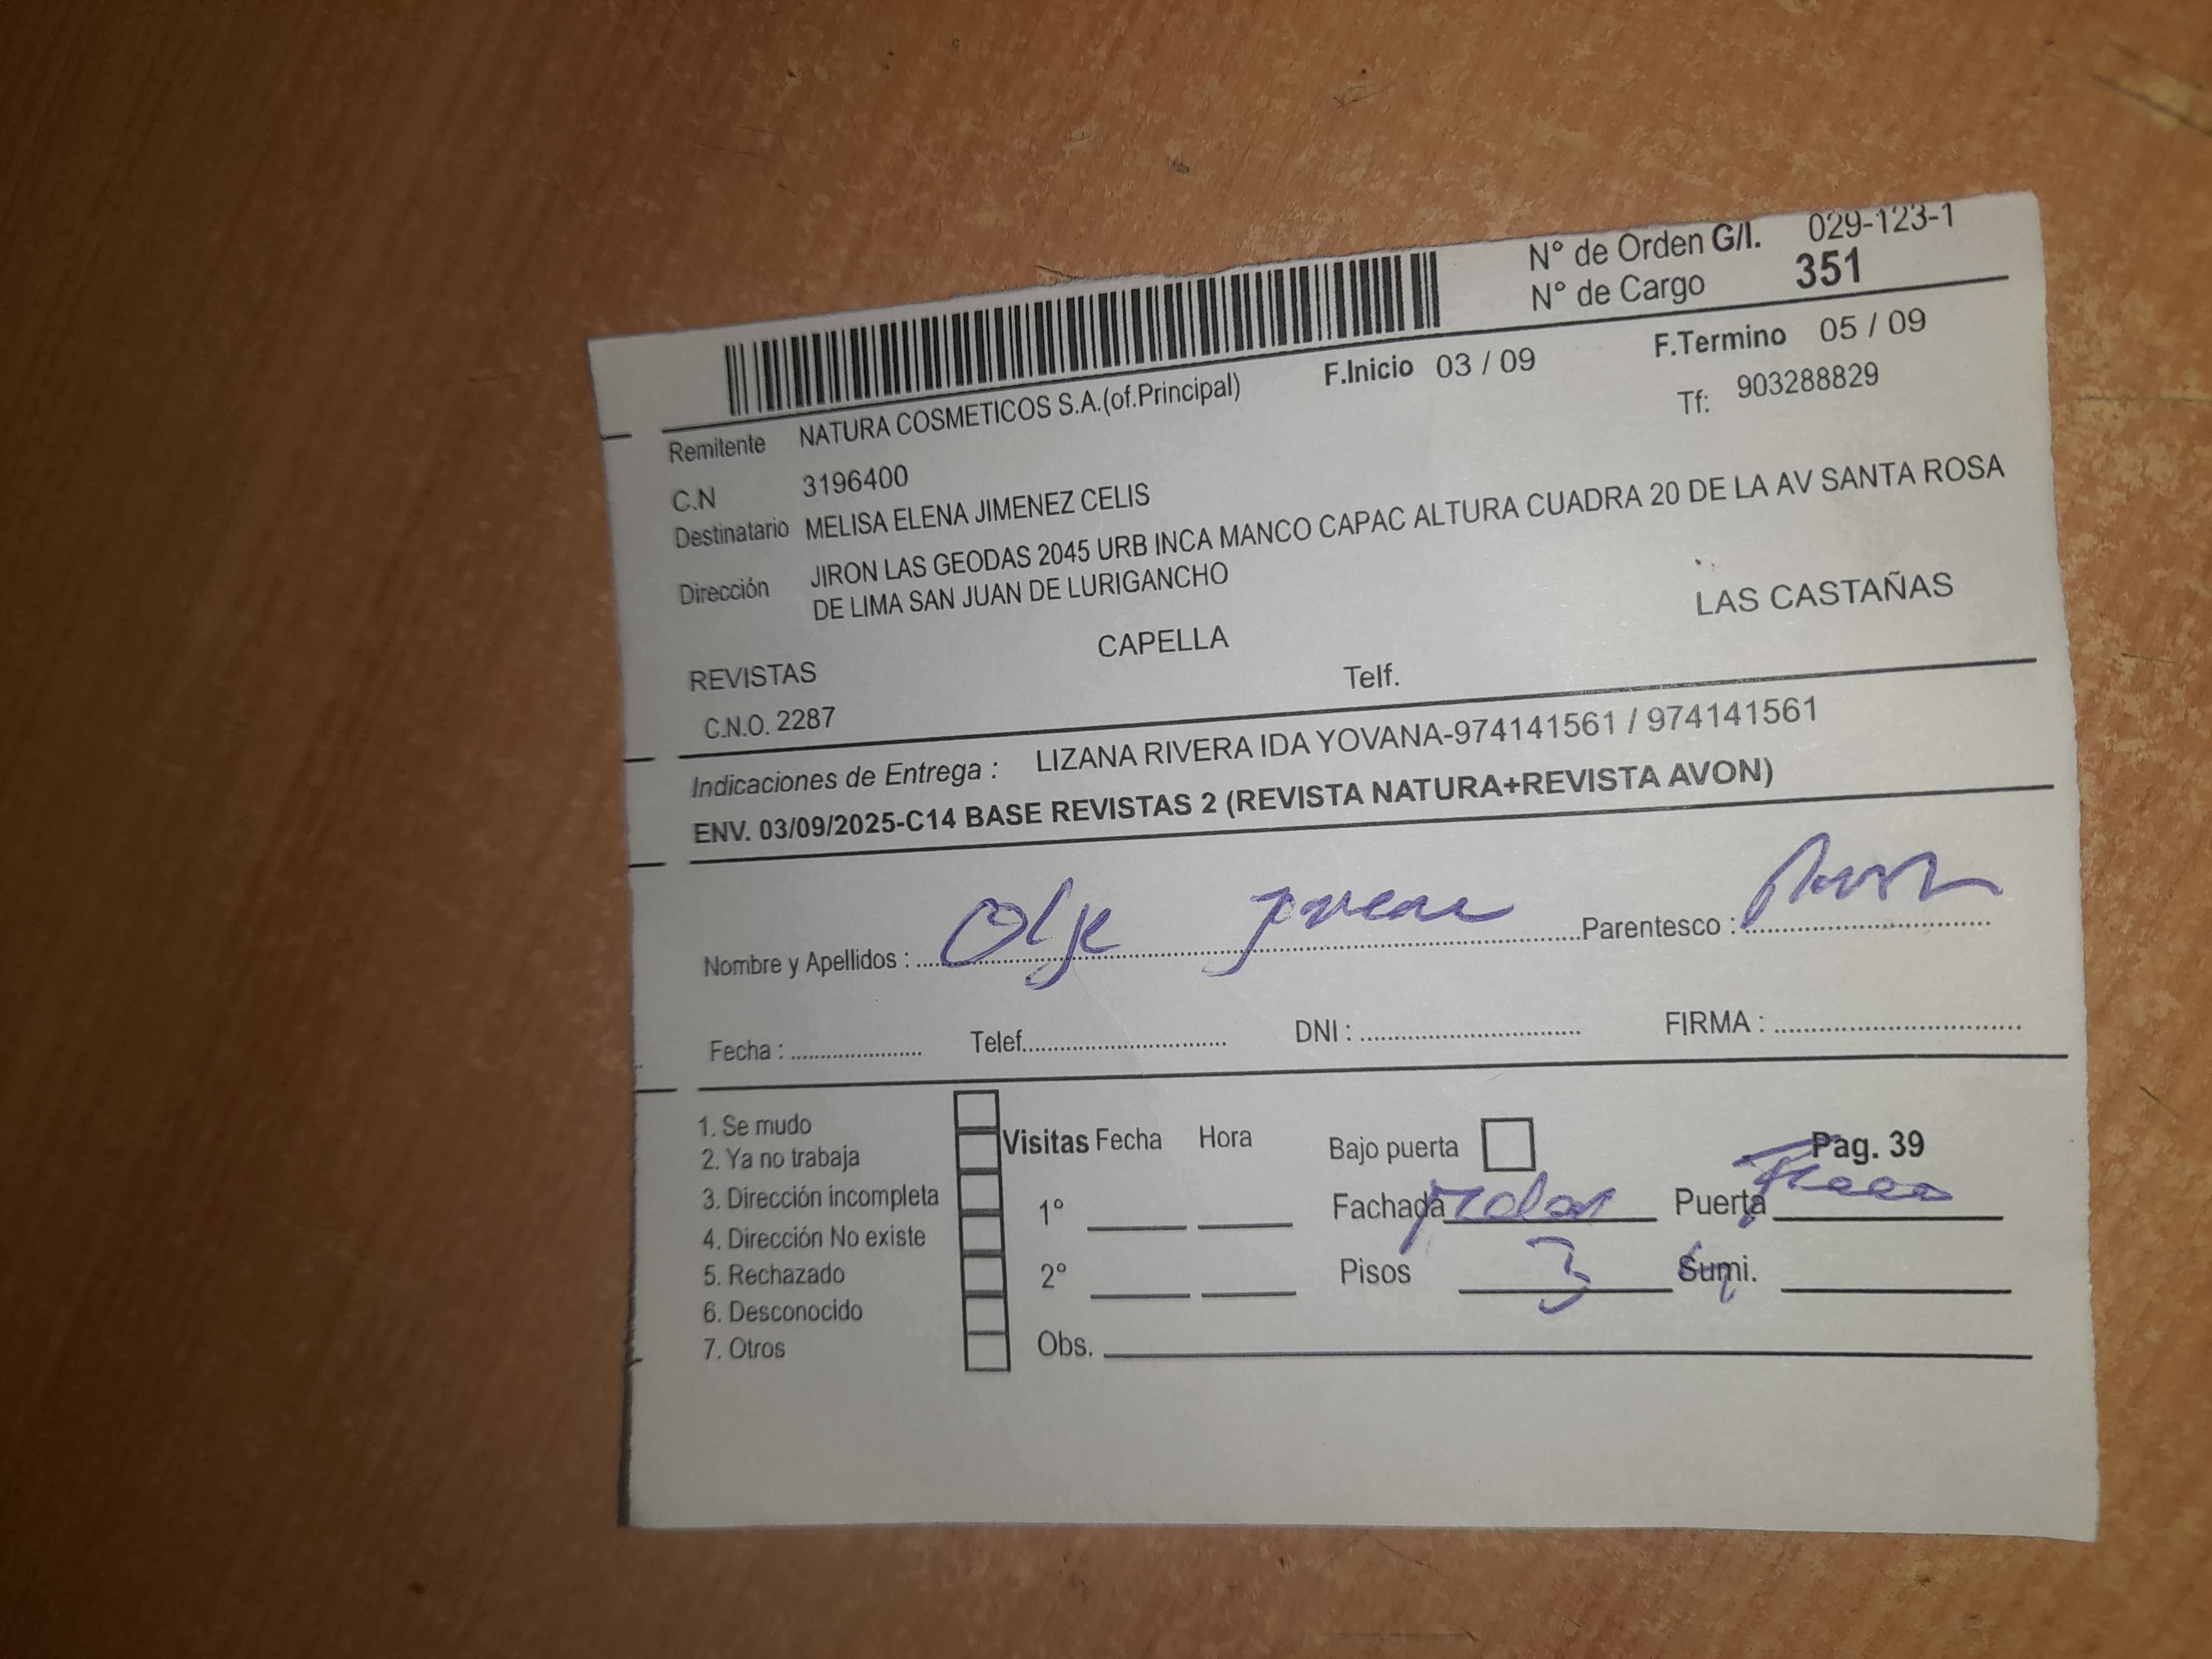 N° de Orden G/I. 029-123-1
N° de Cargo 351
F.Inicio 03 / 09 F.Termino 05 / 09
Remitente NATURA COSMETICOS S.A.(of.Principal) Tf: 903288829
C.N 3196400
Destinatario MELISA ELENA JIMENEZ CELIS
Dirección JIRON LAS GEODAS 2045 URB INCA MANCO CAPAC ALTURA CUADRA 20 DE LA AV SANTA ROSA
DE LIMA SAN JUAN DE LURIGANCHO
REVISTAS CAPELLA LAS CASTAÑAS
C.N.O. 2287 Telf.
Indicaciones de Entrega : LIZANA RIVERA IDA YOVANA-974141561 / 974141561
ENV. 03/09/2025-C14 BASE REVISTAS 2 (REVISTA NATURA+REVISTA AVON)
Nombre y Apellidos : Parentesco :
Fecha : Telef. DNI : FIRMA :
1. Se mudo
2. Ya no trabaja
3. Dirección incompleta
4. Dirección No existe
5. Rechazado
6. Desconocido
7. Otros
Visitas Fecha Hora
1°
2°
Obs.
Bajo puerta Pag. 39
Fachada Puerta
Pisos 3 Sumi.